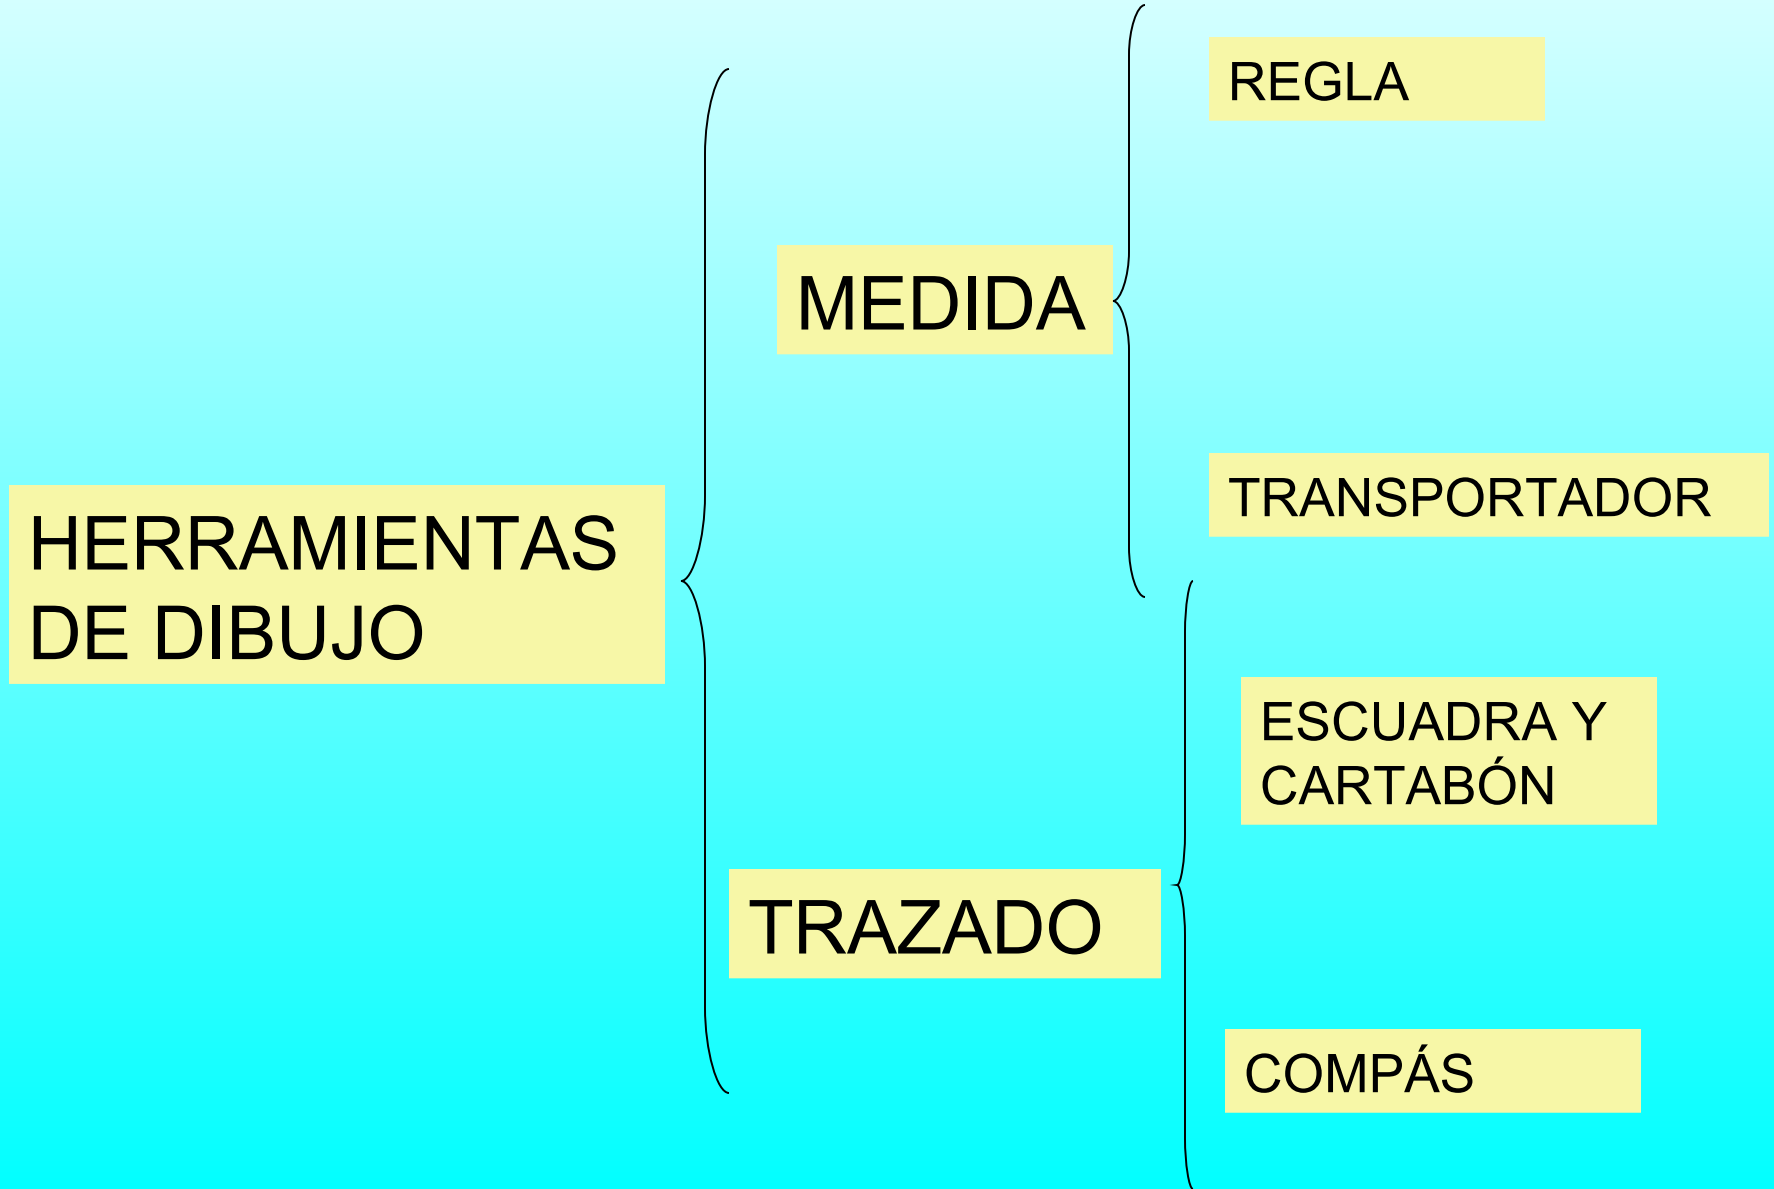 HERRAMIENTAS
DE DIBUJO
MEDIDA
REGLA
TRANSPORTADOR
TRAZADO
ESCUADRA Y
CARTABÓN
COMPÁS